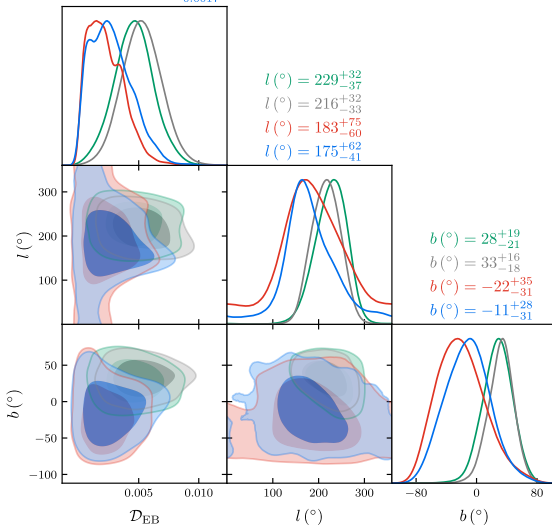 l (°) = 229^{+32}_{-37}
l (°) = 216^{+32}_{-33}
l (°) = 183^{+75}_{-60}
l (°) = 175^{+62}_{-41}
300
200
100
l (°)
b (°) = 28^{+19}_{-21}
b (°) = 33^{+16}_{-18}
b (°) = −22^{+35}_{-31}
b (°) = −11^{+28}_{-31}
50
0
−50
−100
b (°)
0.005 0.010 100 200 300 −80 0 80
𝒟_{EB} l (°) b (°)